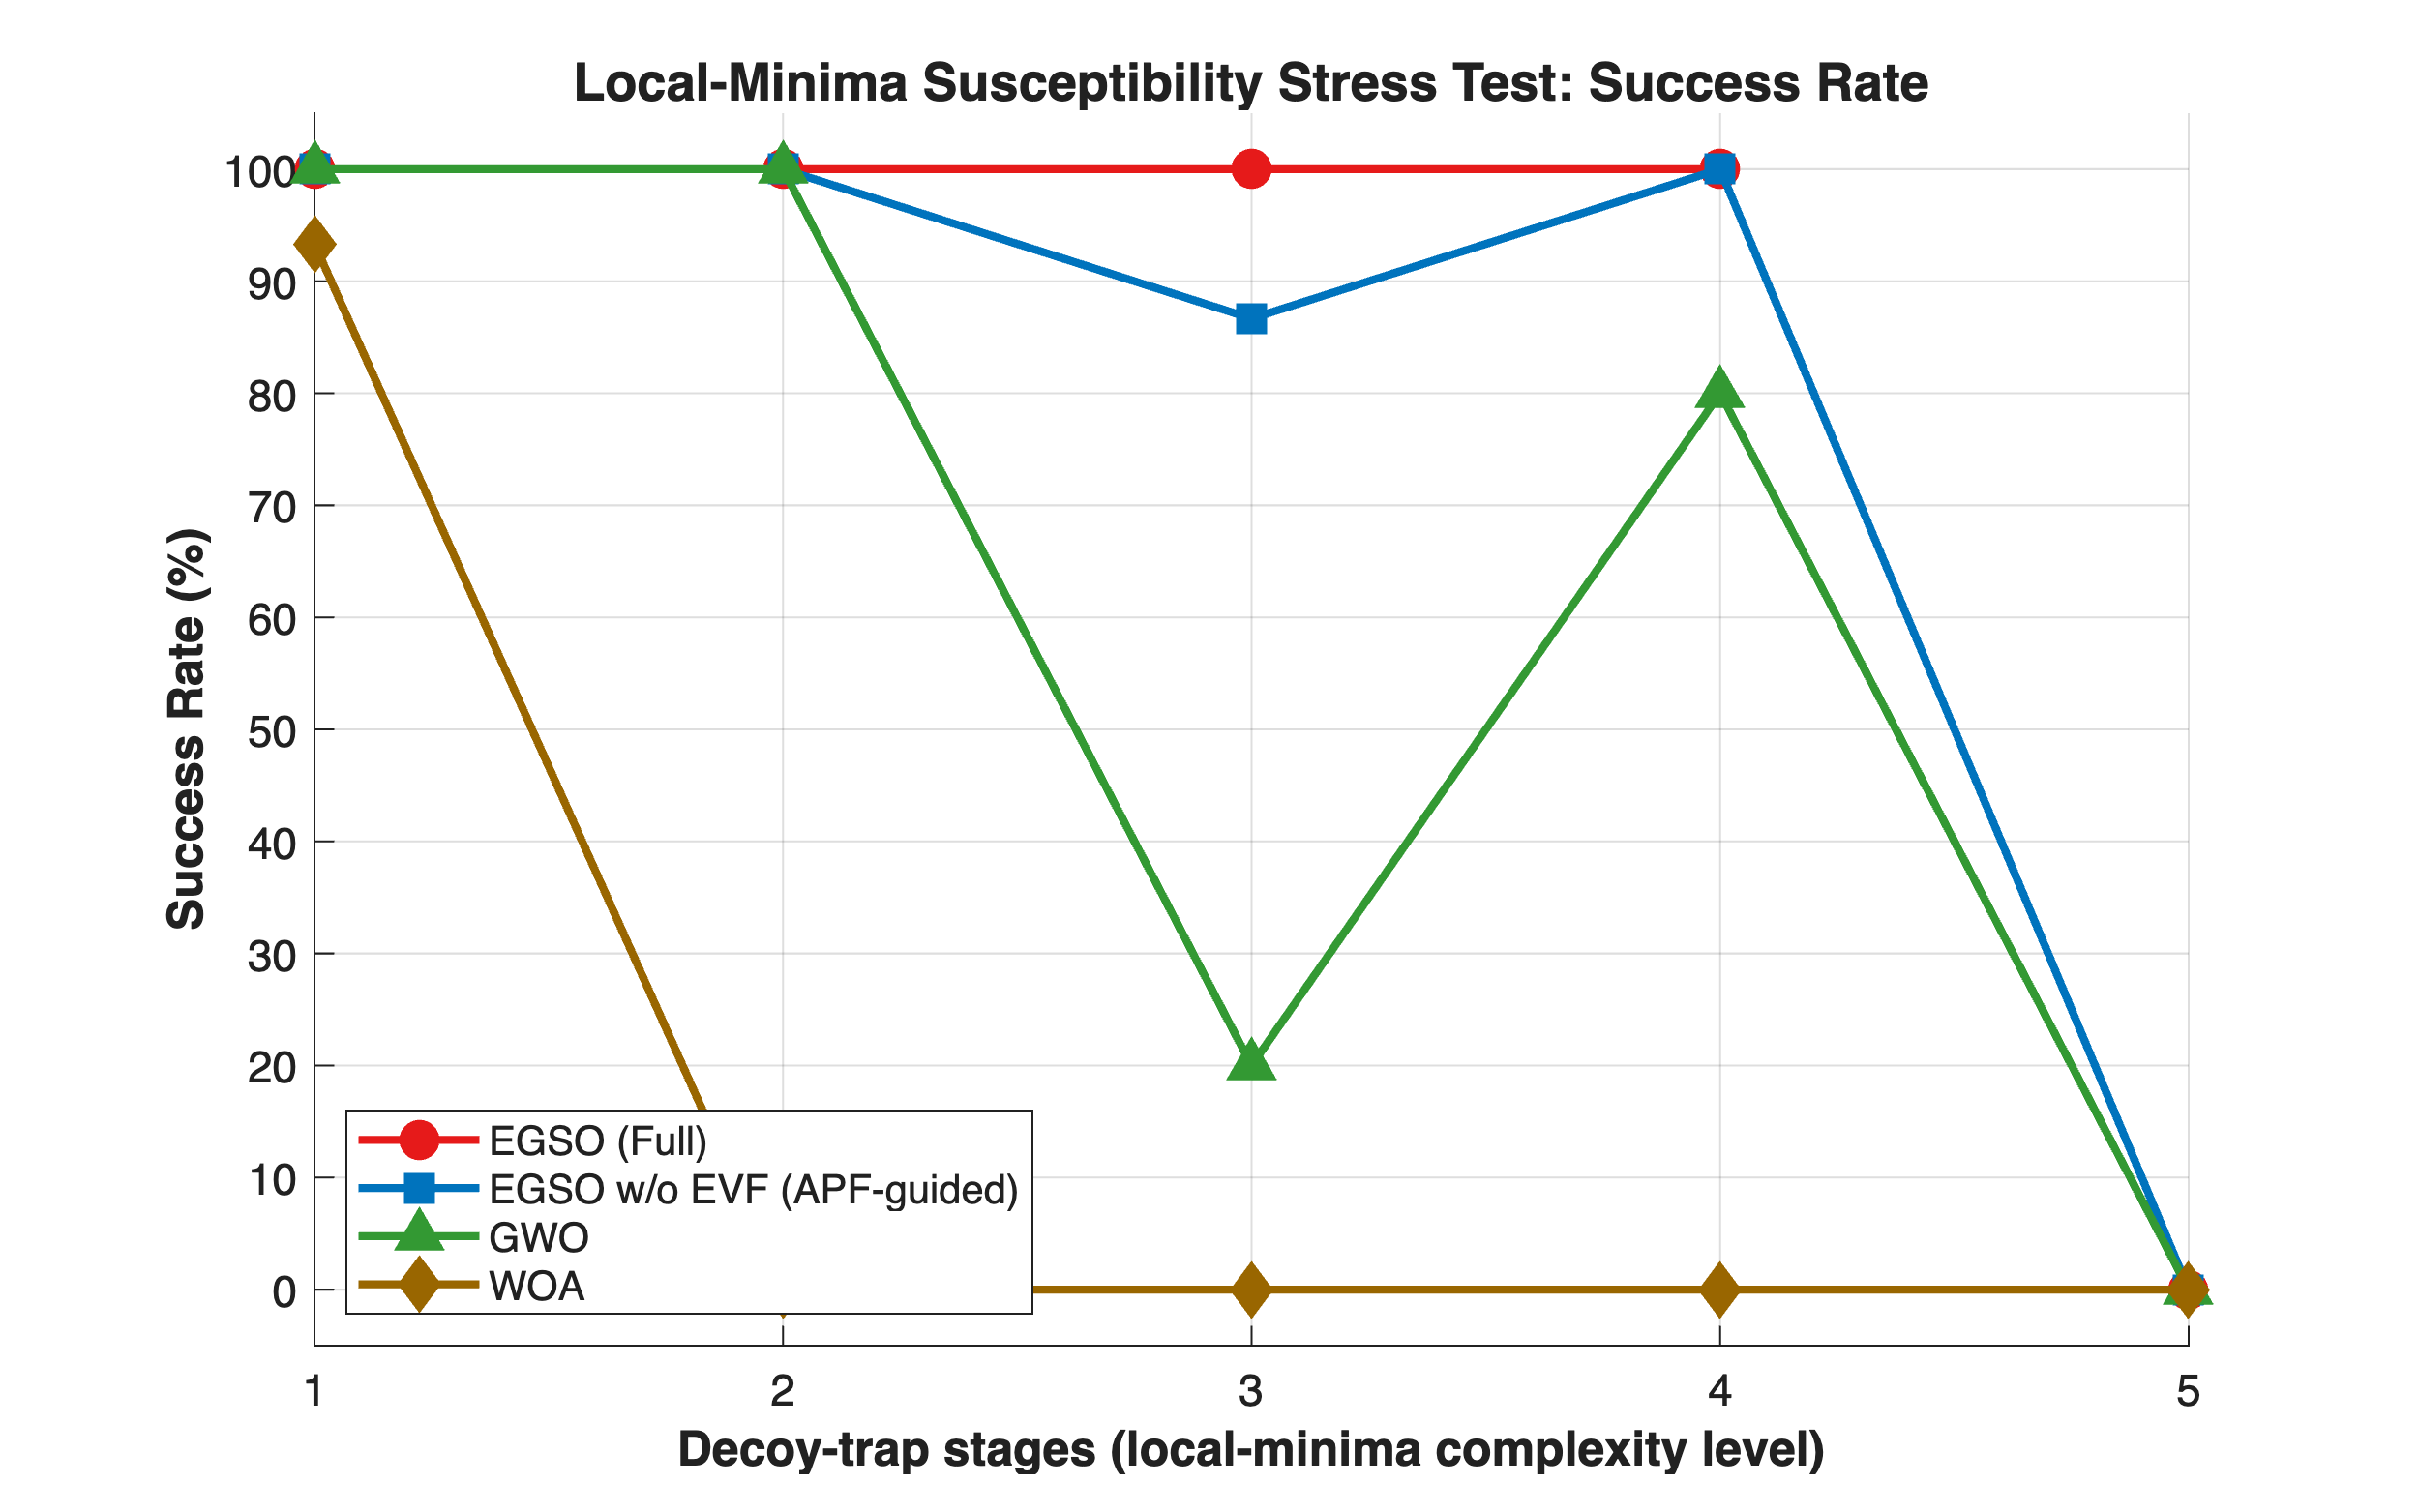 Local-Minima Susceptibility Stress Test: Success Rate
100
90
80
70
60
50
40
30
20
10
0
Success Rate (%)
EGSO (Full)
EGSO w/o EVF (APF-guided)
GWO
WOA
1 2 3 4 5
Decoy-trap stages (local-minima complexity level)